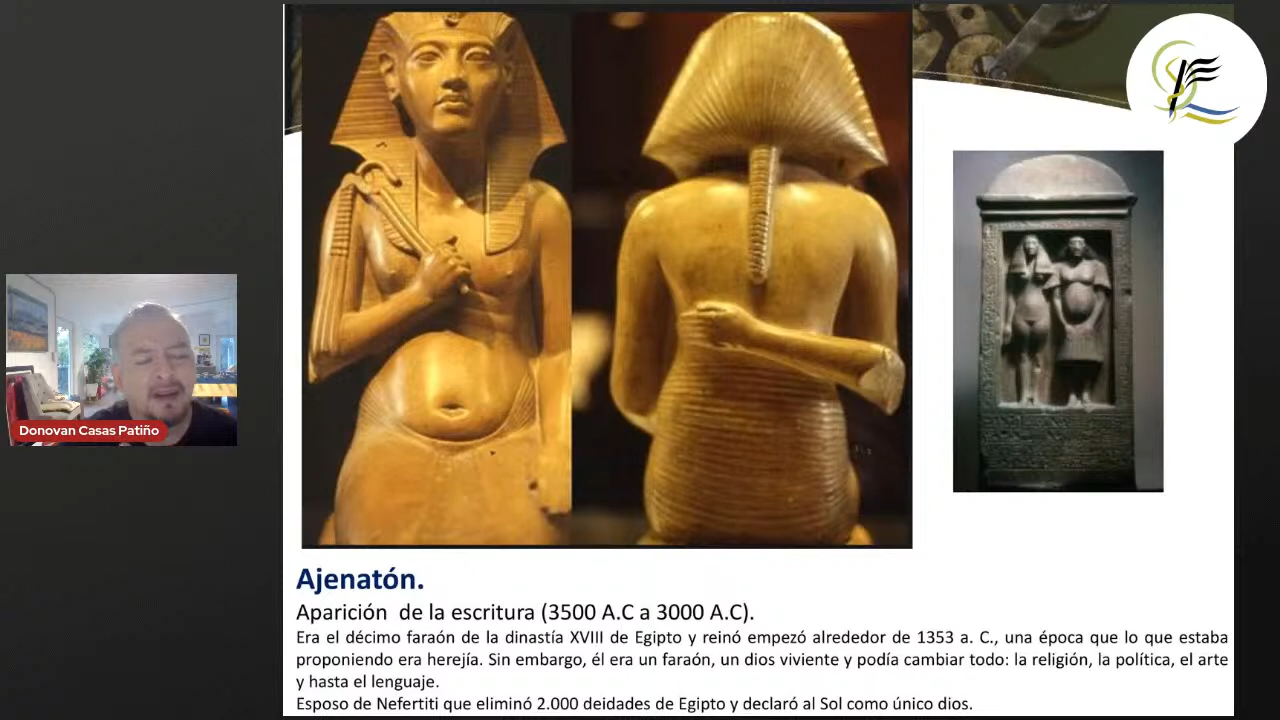 Donovan Casas Patiño
Ajenatón.
Aparición de la escritura (3500 A.C a 3000 A.C).
Era el décimo faraón de la dinastía XVIII de Egipto y reinó empezó alrededor de 1353 a. C., una época que lo que estaba
proponiendo era herejía. Sin embargo, él era un faraón, un dios viviente y podía cambiar todo: la religión, la política, el arte
y hasta el lenguaje.
Esposo de Nefertiti que eliminó 2.000 deidades de Egipto y declaró al Sol como único dios.